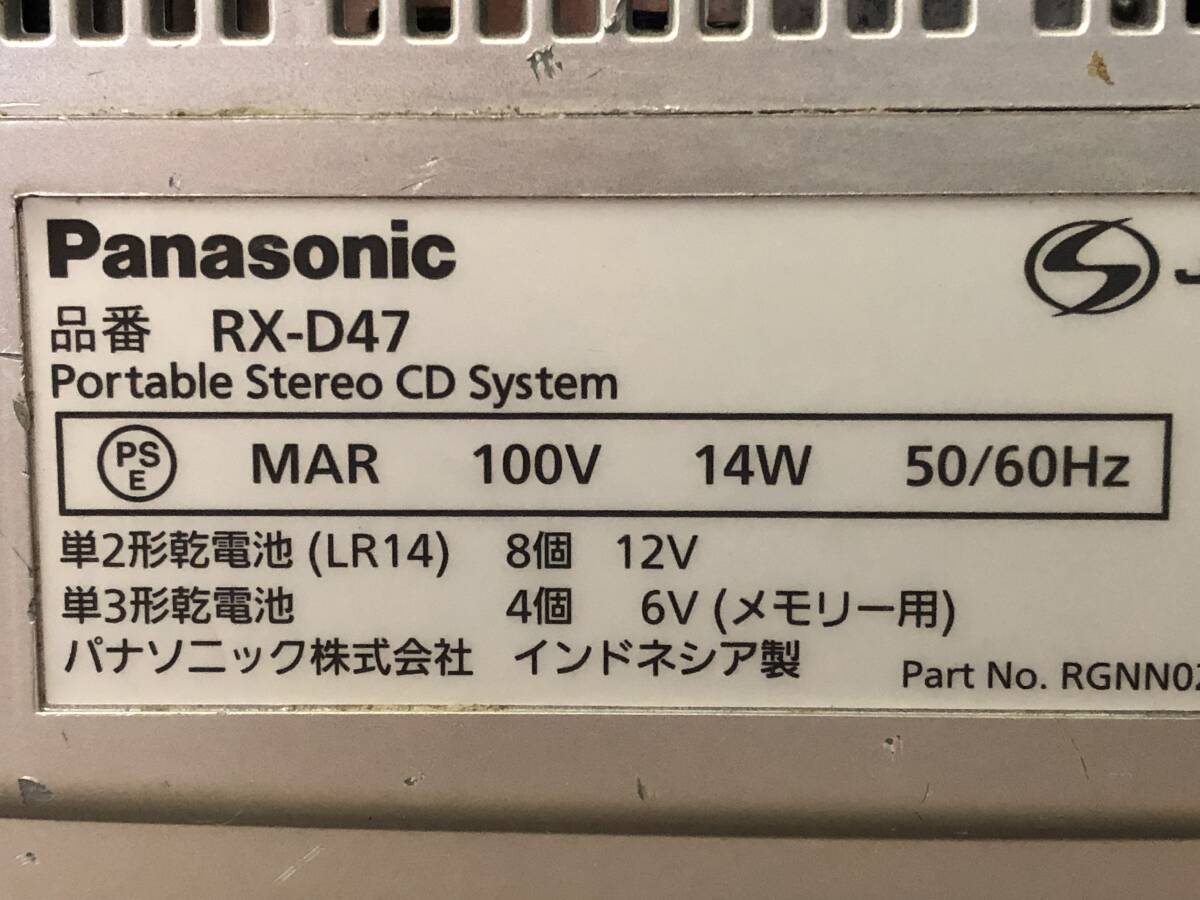 Panasonic
品番 RX-D47
Portable Stereo CD System
PS E MAR 100V 14W 50/60Hz
単2形乾電池 (LR14) 8個 12V
単3形乾電池 4個 6V (メモリー用)
パナソニック株式会社 インドネシア製
Part No.